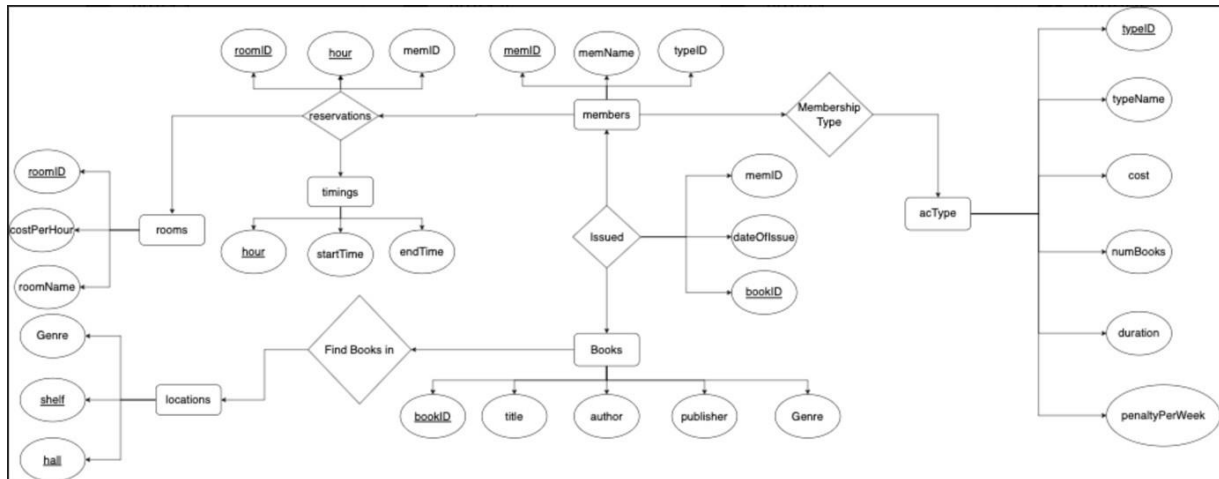 roomID
hour
memID
memID
memName
typeID
typeID
reservations
members
Membership
Type
typeName
roomID
timings
memID
cost
costPerHour
rooms
acType
hour
startTime
endTime
Issued
dateOfIssue
numBooks
roomName
bookID
Genre
Find Books in
Books
duration
shelf
locations
bookID
title
author
publisher
Genre
penaltyPerWeek
hall